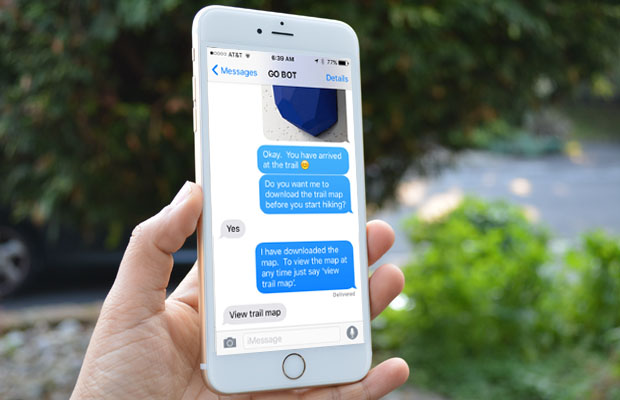 AT&T 6:39 AM 77%
Messages GO BOT Details
Okay. You have arrived
at the trail 😊
Do you want me to
download the trail map
before you start hiking?
Yes
I have downloaded the
map. To view the map at
any time just say 'view
trail map'.
Delivered
View trail map
iMessage